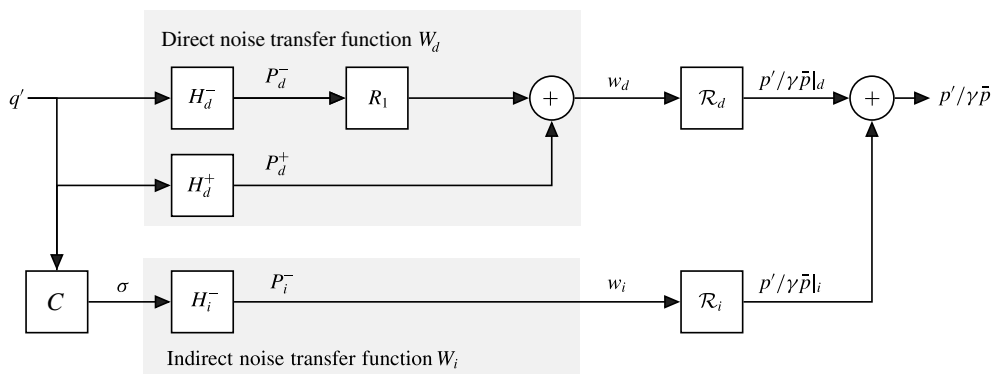 Direct noise transfer function W_d
q′
H_d^−
P_d^−
R_1
+
w_d
ℛ_d
p′/γp̄|_d
+
p′/γp̄
H_d^+
P_d^+
C
σ
H_i^−
P_i^−
w_i
ℛ_i
p′/γp̄|_i
Indirect noise transfer function W_i